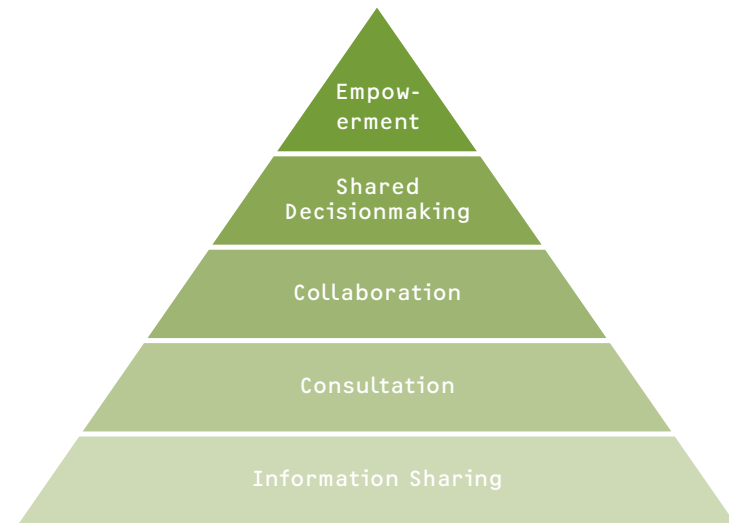 Empow-
erment
Shared
Decisionmaking
Collaboration
Consultation
Information Sharing